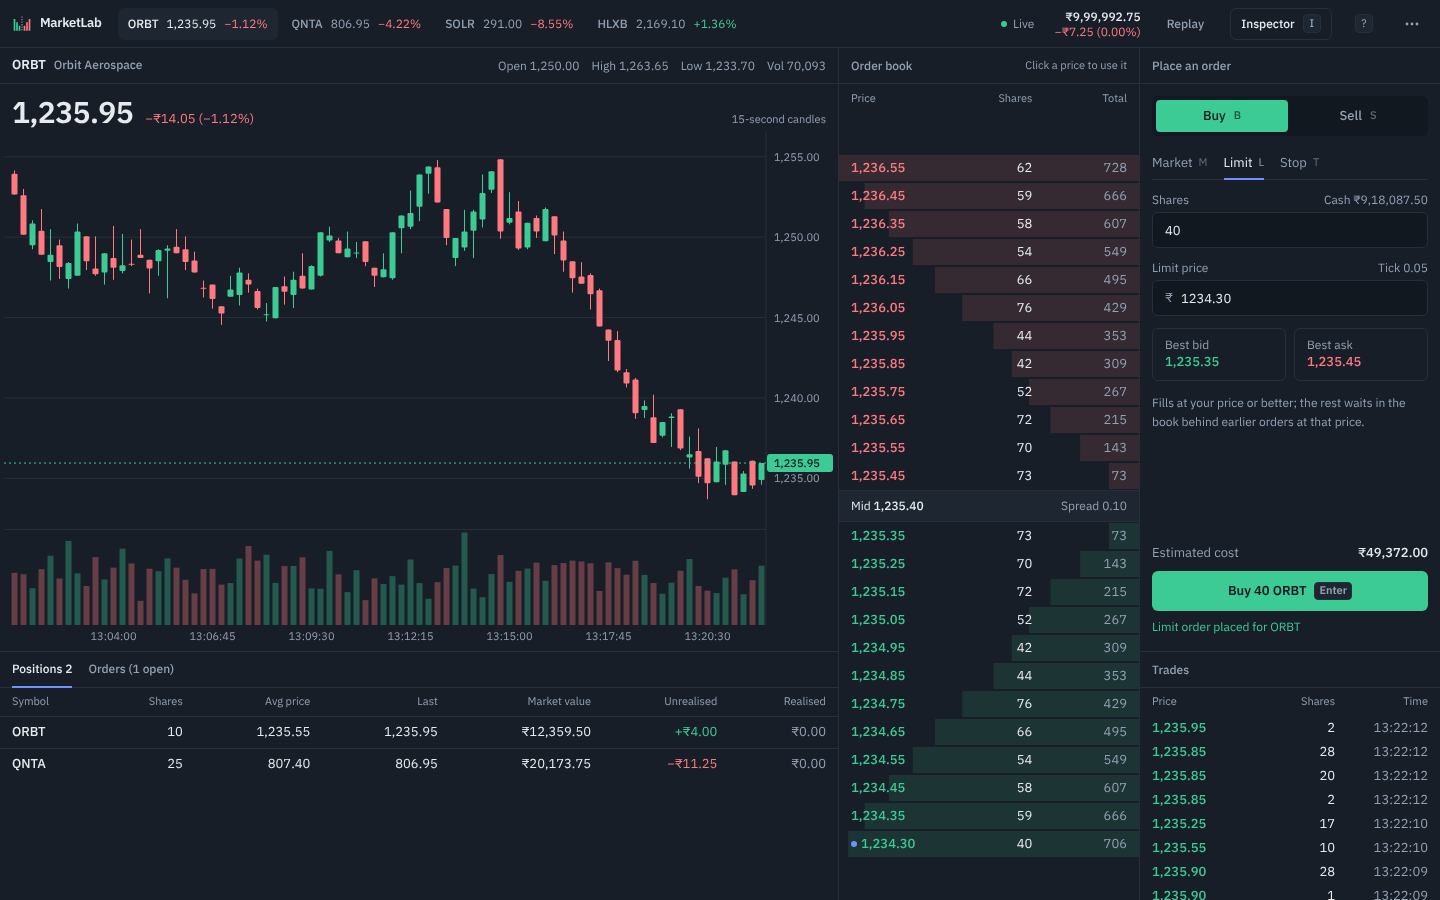 MarketLab
ORBT 1,235.95 −1.12%
QNTA 806.95 −4.22%
SOLR 291.00 −8.55%
HLXB 2,169.10 +1.36%
Live
₹9,99,992.75
−₹7.25 (0.00%)
Replay
Inspector I
?
ORBT Orbit Aerospace
Open 1,250.00 High 1,263.65 Low 1,233.70 Vol 70,093
1,235.95 −₹14.05 (−1.12%)
15-second candles
1,255.00
1,250.00
1,245.00
1,240.00
1,235.95
1,235.00
13:04:00 13:06:45 13:09:30 13:12:15 13:15:00 13:17:45 13:20:30
Positions 2 Orders (1 open)
Symbol Shares Avg price Last Market value Unrealised Realised
ORBT 10 1,235.55 1,235.95 ₹12,359.50 +₹4.00 ₹0.00
QNTA 25 807.40 806.95 ₹20,173.75 −₹11.25 ₹0.00
Order book Click a price to use it
Price Shares Total
1,236.55 62 728
1,236.45 59 666
1,236.35 58 607
1,236.25 54 549
1,236.15 66 495
1,236.05 76 429
1,235.95 44 353
1,235.85 42 309
1,235.75 52 267
1,235.65 72 215
1,235.55 70 143
1,235.45 73 73
Mid 1,235.40 Spread 0.10
1,235.35 73 73
1,235.25 70 143
1,235.15 72 215
1,235.05 52 267
1,234.95 42 309
1,234.85 44 353
1,234.75 76 429
1,234.65 66 495
1,234.55 54 549
1,234.45 58 607
1,234.35 59 666
1,234.30 40 706
Place an order
Buy B Sell S
Market M Limit L Stop T
Shares Cash ₹9,18,087.50
40
Limit price Tick 0.05
₹ 1234.30
Best bid Best ask
1,235.35 1,235.45
Fills at your price or better; the rest waits in the
book behind earlier orders at that price.
Estimated cost ₹49,372.00
Buy 40 ORBT Enter
Limit order placed for ORBT
Trades
Price Shares Time
1,235.95 2 13:22:12
1,235.85 28 13:22:12
1,235.85 20 13:22:12
1,235.85 2 13:22:12
1,235.25 17 13:22:10
1,235.55 10 13:22:10
1,235.90 28 13:22:09
1,235.90 1 13:22:09